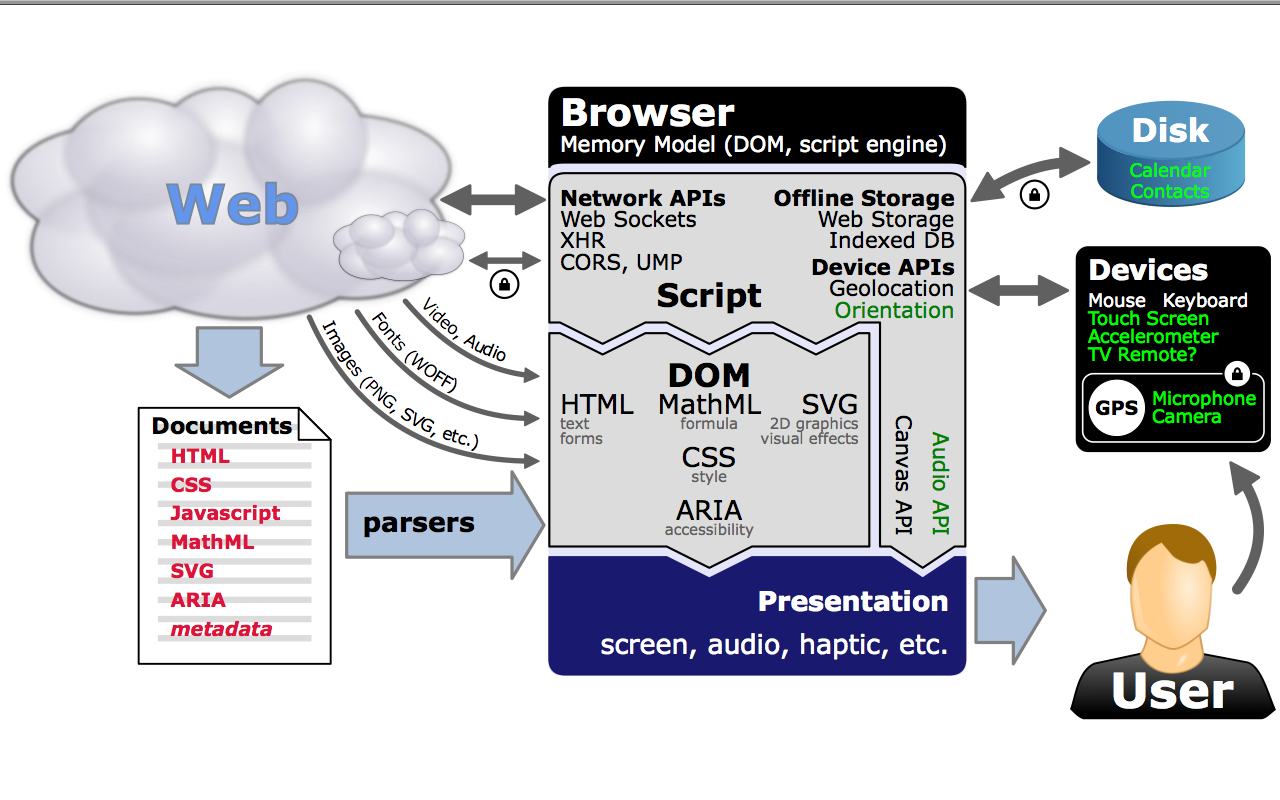 Web
Browser
Memory Model (DOM, script engine)
Network APIs
Web Sockets
XHR
CORS, UMP
Offline Storage
Web Storage
Indexed DB
Device APIs
Geolocation
Orientation
Script
DOM
HTML
text
forms
MathML
formula
SVG
2D graphics
visual effects
CSS
style
ARIA
accessibility
Canvas API
Audio API
Presentation
screen, audio, haptic, etc.
Video, Audio
Fonts (WOFF)
Images (PNG, SVG, etc.)
Documents
HTML
CSS
Javascript
MathML
SVG
ARIA
metadata
parsers
Disk
Calendar
Contacts
Devices
Mouse Keyboard
Touch Screen
Accelerometer
TV Remote?
GPS
Microphone
Camera
User